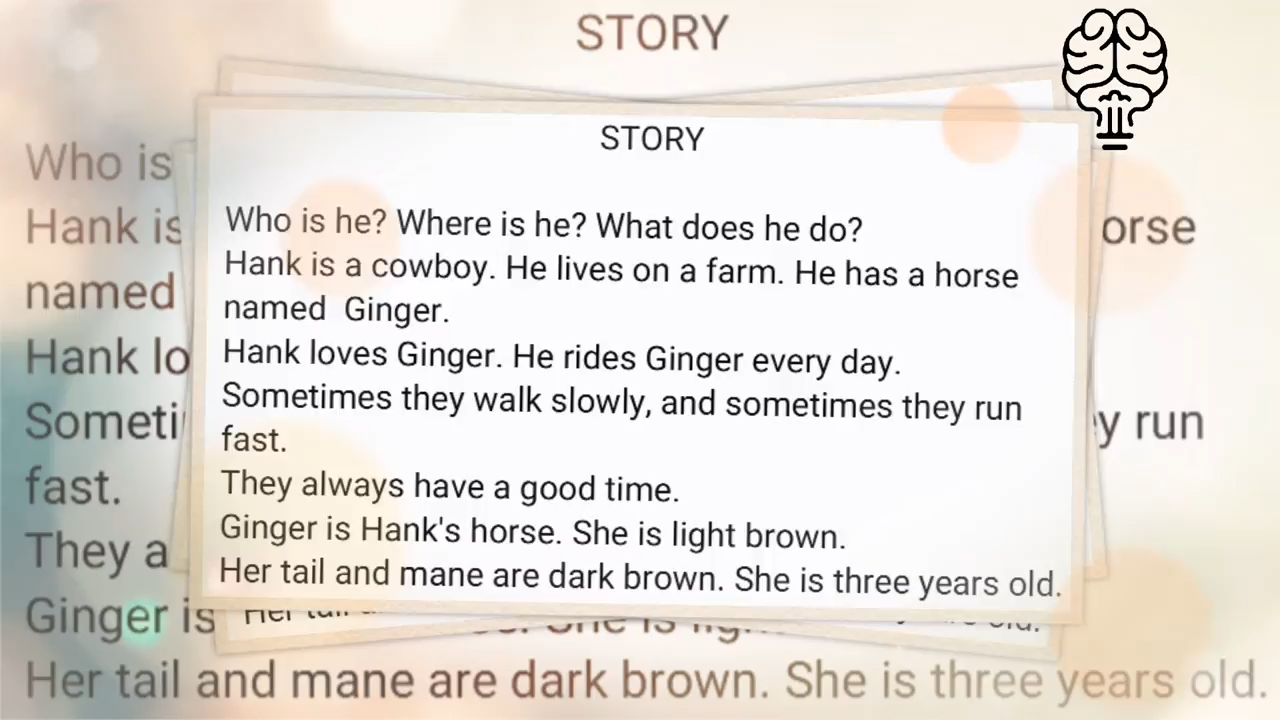 STORY
STORY
Who is he? Where is he? What does he do?
Hank is a cowboy. He lives on a farm. He has a horse
named  Ginger.
Hank loves Ginger. He rides Ginger every day.
Sometimes they walk slowly, and sometimes they run
fast.
They always have a good time.
Ginger is Hank's horse. She is light brown.
Her tail and mane are dark brown. She is three years old.
Who is
Hank is orse
named
Hank lo
Someti y run
fast.
They a
Ginger is
Her tail and mane are dark brown. She is three years old.